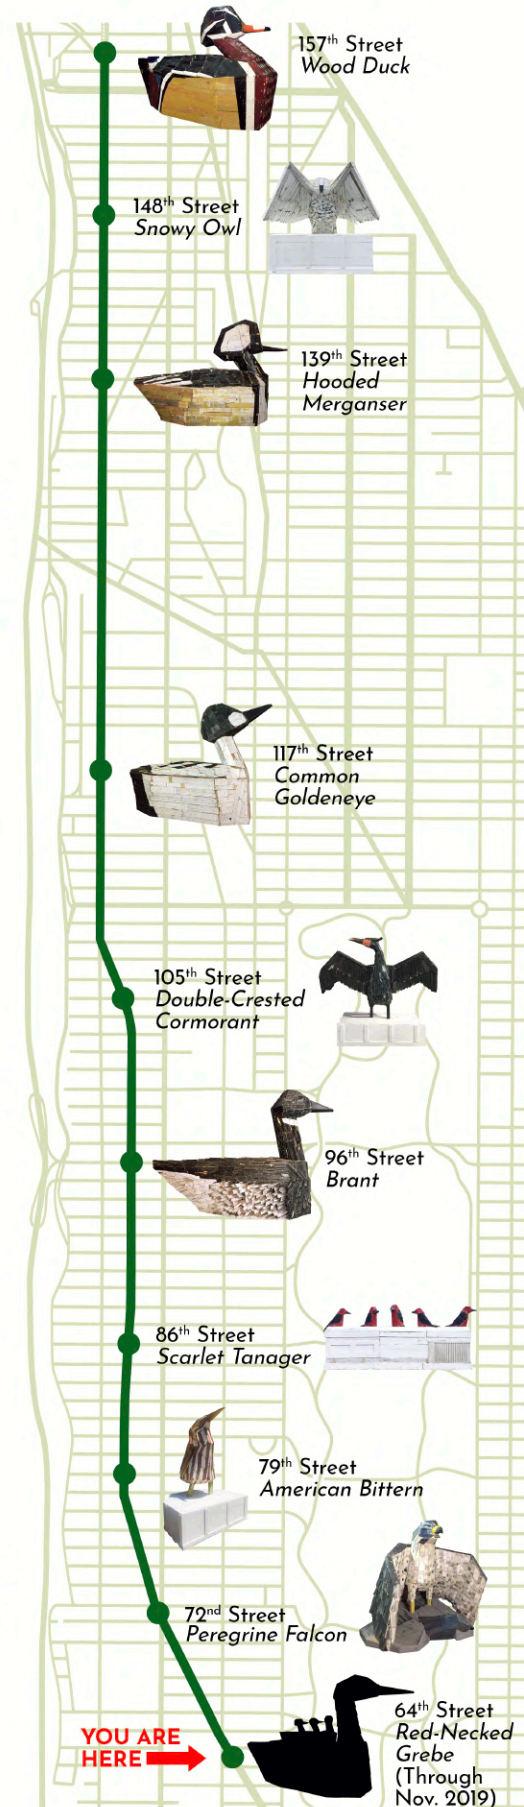 157th Street
Wood Duck
148th Street
Snowy Owl
139th Street
Hooded
Merganser
117th Street
Common
Goldeneye
105th Street
Double-Crested
Cormorant
96th Street
Brant
86th Street
Scarlet Tanager
79th Street
American Bittern
72nd Street
Peregrine Falcon
YOU ARE
HERE
64th Street
Red-Necked
Grebe
(Through
Nov. 2019)